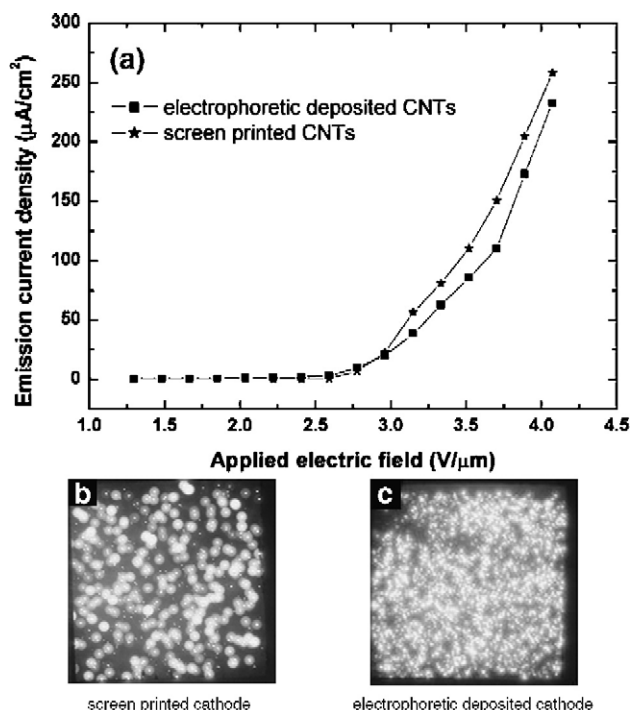 300
(a)
250
electrophoretic deposited CNTs
screen printed CNTs
200
150
100
50
0
Emission current density (μA/cm²)
1.0 1.5 2.0 2.5 3.0 3.5 4.0 4.5
Applied electric field (V/μm)
b
c
screen printed cathode
electrophoretic deposited cathode